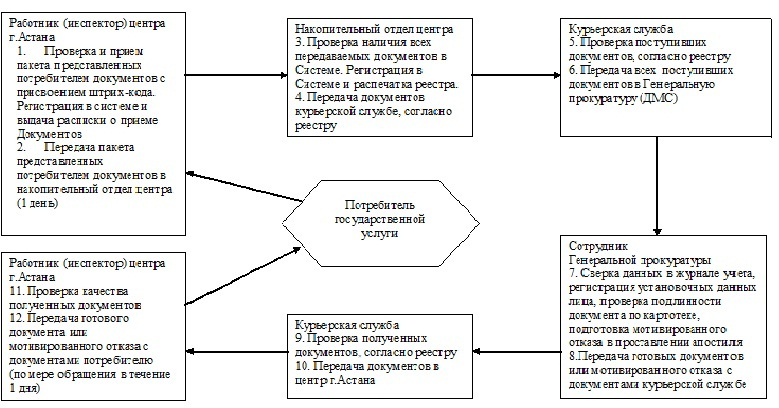 Работник (инспектор) центра
г.Астана
1. Проверка и прием
пакета представленных
потребителем документов с
присвоением штрих-кода.
Регистрация в системе и
выдача расписки о приеме
Документов
2. Передача пакета
представленных
потребителем документов в
накопительный отдел центра
(1 день)
Накопительный отдел центра
3. Проверка наличия всех
передаваемых документов в
Системе. Регистрация в
Системе и распечатка реестра.
4. Передача документов
курьерской службе, согласно
реестру
Курьерская служба
5. Проверка поступивших
документов, согласно реестру
6. Передача всех поступивших
документов в Генеральную
прокуратуру (ДМС)
Потребитель
государственной
услуги
Сотрудник
Генеральной прокуратуры
7. Сверка данных в журнале учета,
регистрация установочных данных
лица, проверка подлинности
документа по картотеке,
подготовка мотивированного
отказа в проставлении апостиля
8.Передача готовых документов
или мотивированного отказа с
документами курьерской службе
Курьерская служба
9. Проверка полученных
документов, согласно реестру
10. Передача документов в
центр г.Астана
Работник (инспектор) центра
г.Астана
11. Проверка качества
полученных документов
12. Передача готового
документа или
мотивированного отказа с
документами потребителю
(по мере обращения в течение
1 дня)